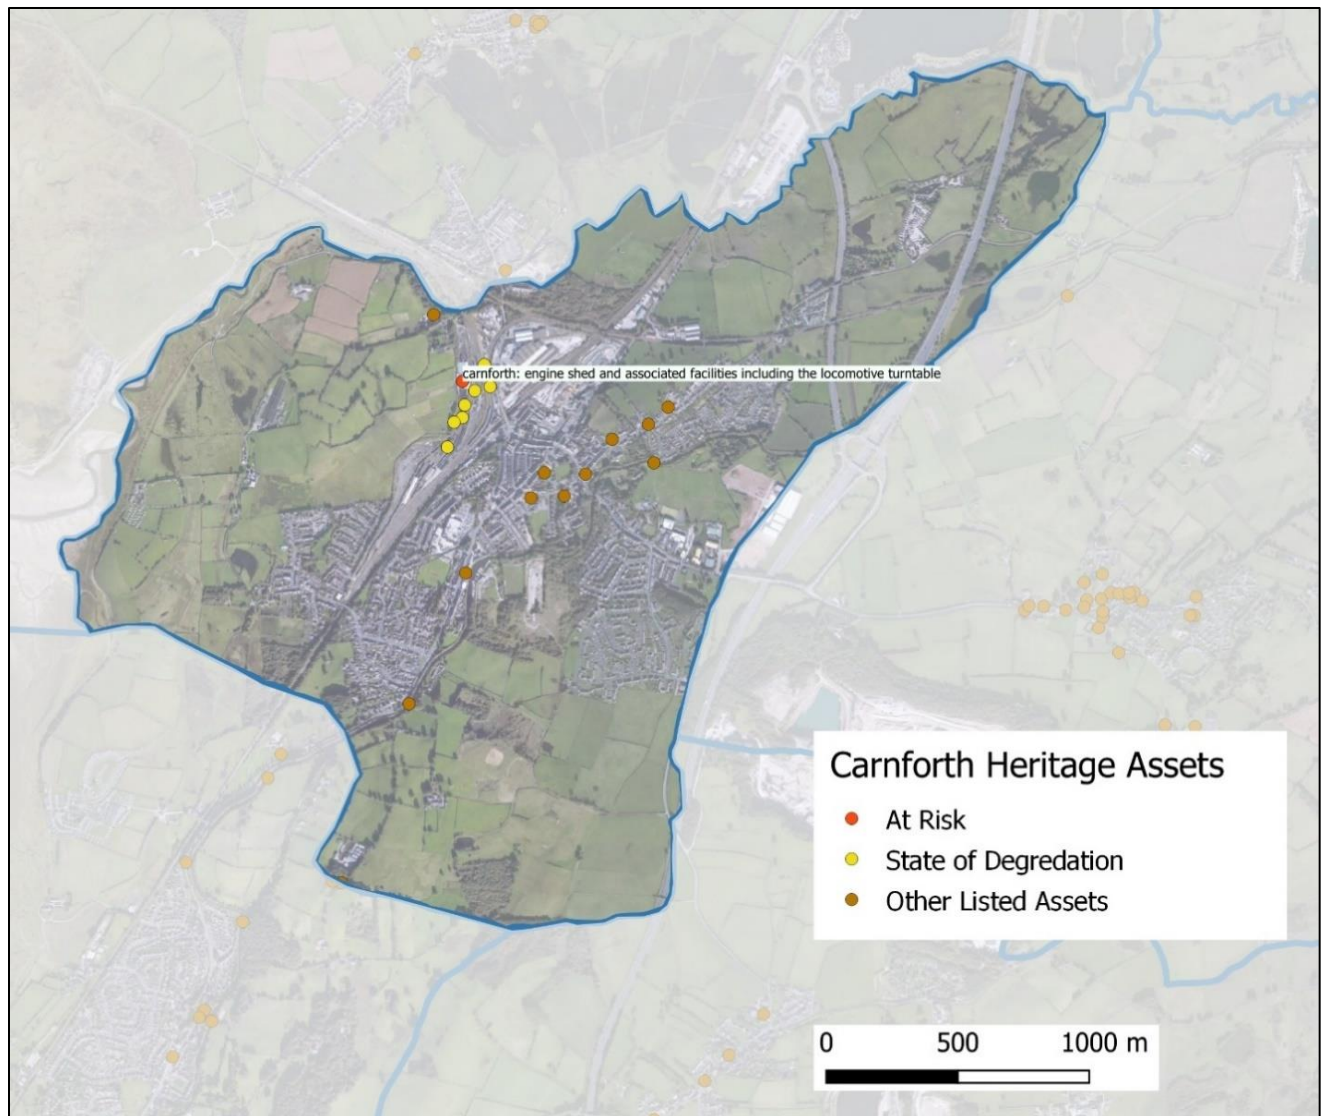 carnforth: engine shed and associated facilities including the locomotive turntable
Carnforth Heritage Assets
At Risk
State of Degredation
Other Listed Assets
0 500 1000 m